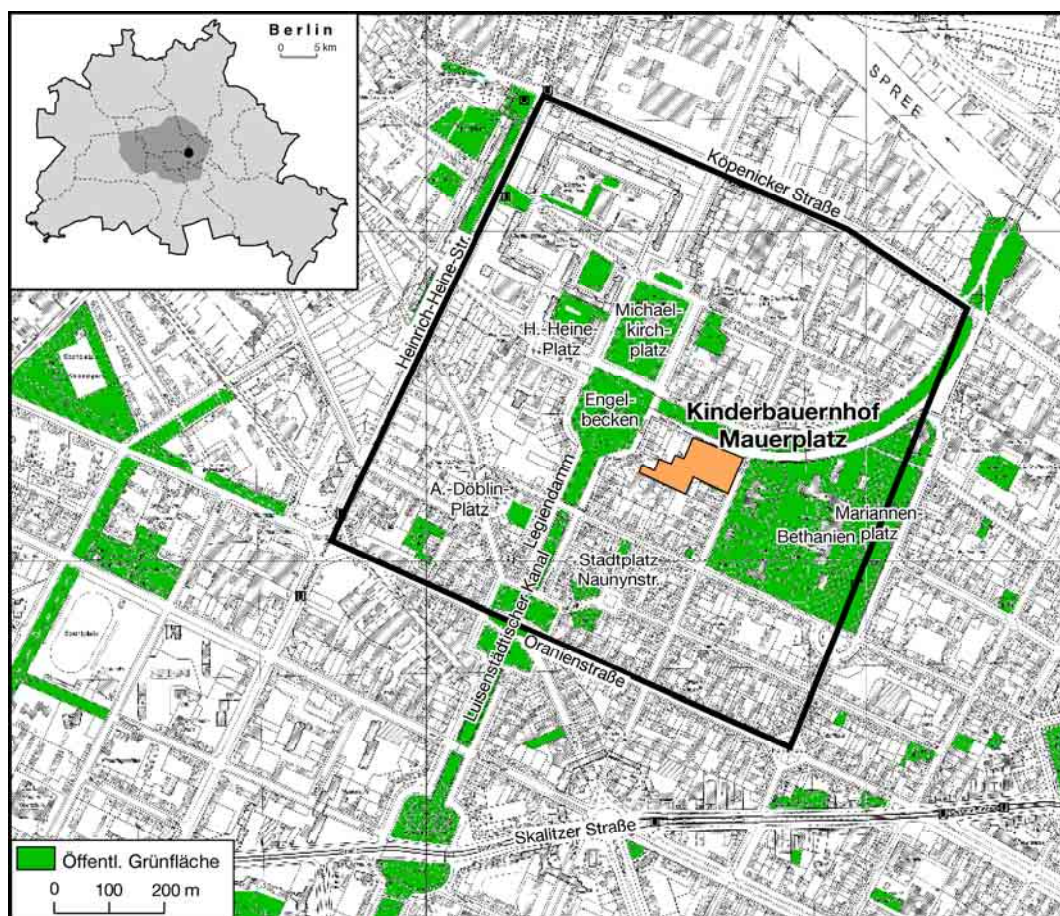 Berlin
0 5 km
SPREE
Köpenicker Straße
Heinrich-Heine-Str.
H.-Heine-
Platz
Michael-
kirch-
platz
Engel-
becken
Kinderbauernhof
Mauerplatz
A.-Döblin-
Platz
Legiendamm
Luisenstädtischer Kanal
Stadtplatz
Naunynstr.
Mariannen-
platz
Bethanien
Oranienstraße
Skalitzer Straße
Öffentl. Grünfläche
0 100 200 m